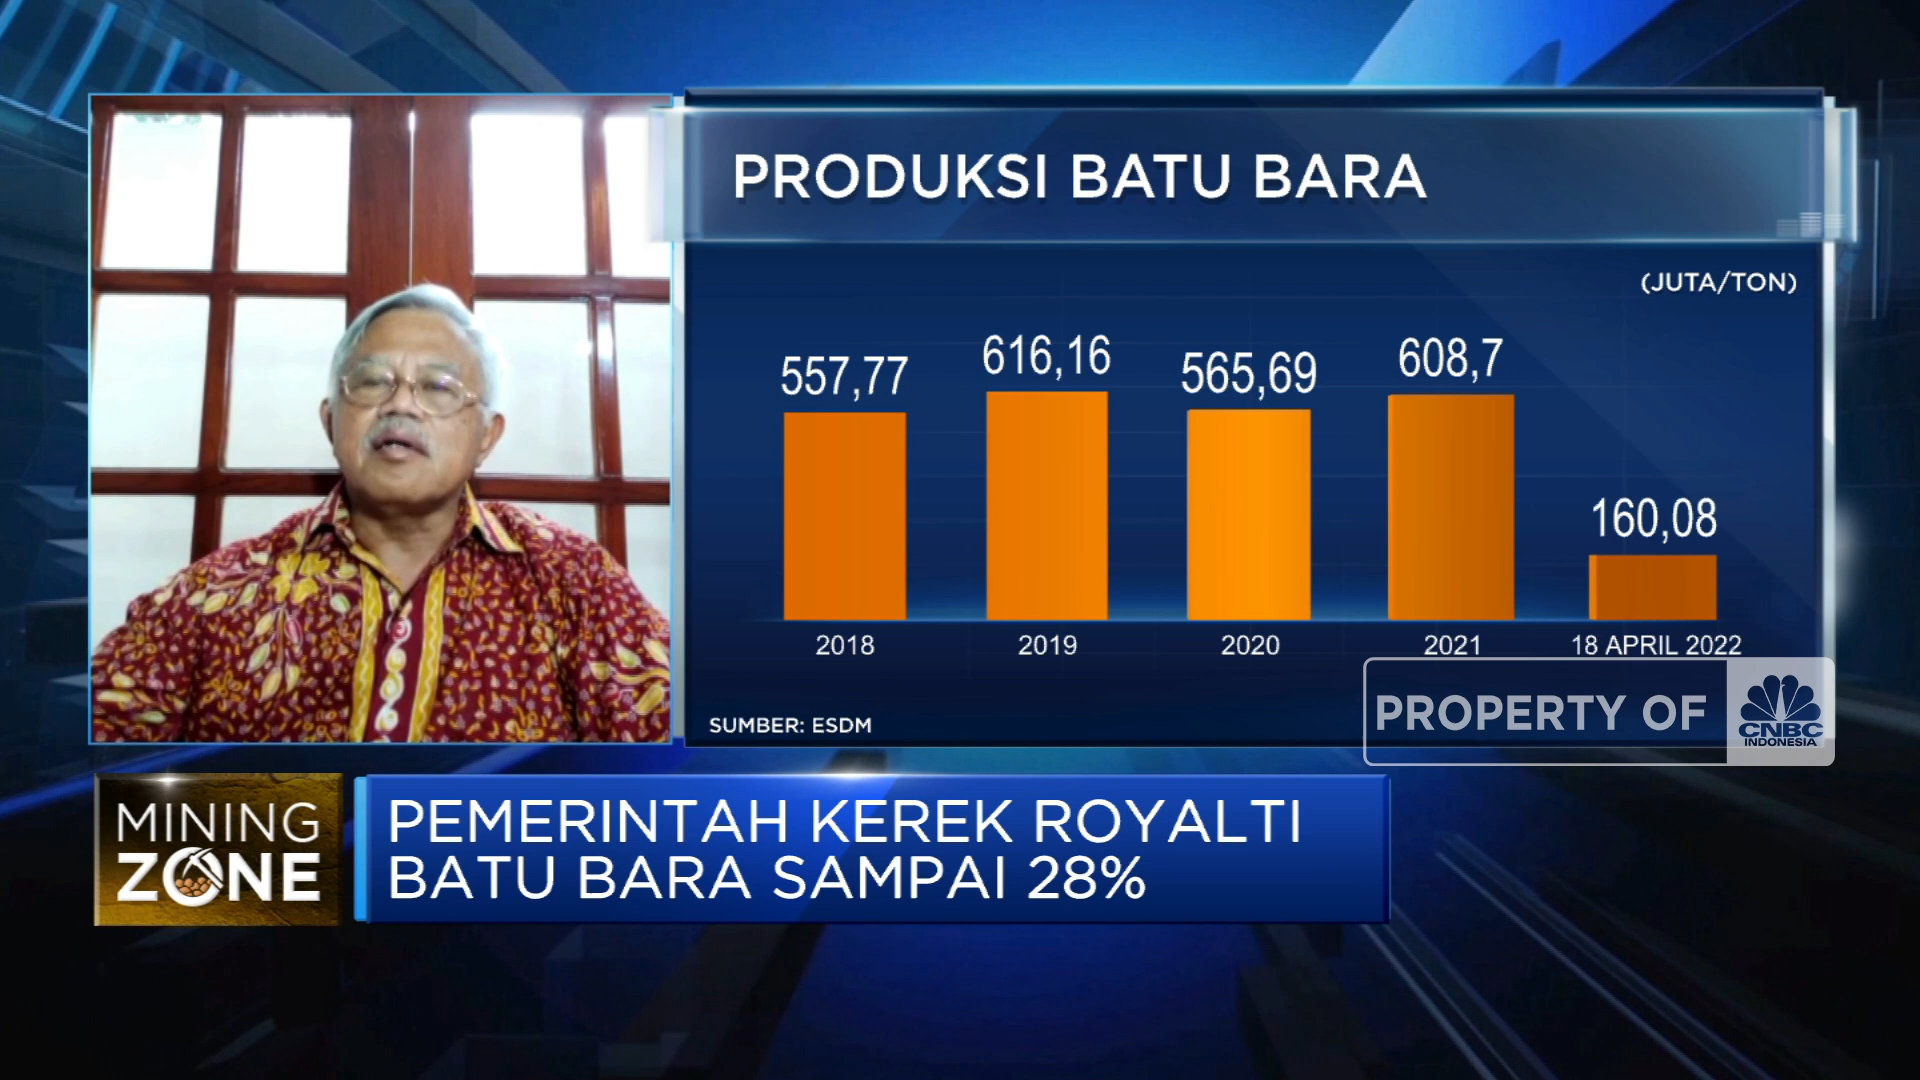 PRODUKSI BATU BARA
(JUTA/TON)
557,77
616,16
565,69
608,7
160,08
2018
2019
2020
2021
18 APRIL 2022
SUMBER: ESDM
PROPERTY OF
CNBC
INDONESIA
MINING
ZONE
PEMERINTAH KEREK ROYALTI
BATU BARA SAMPAI 28%